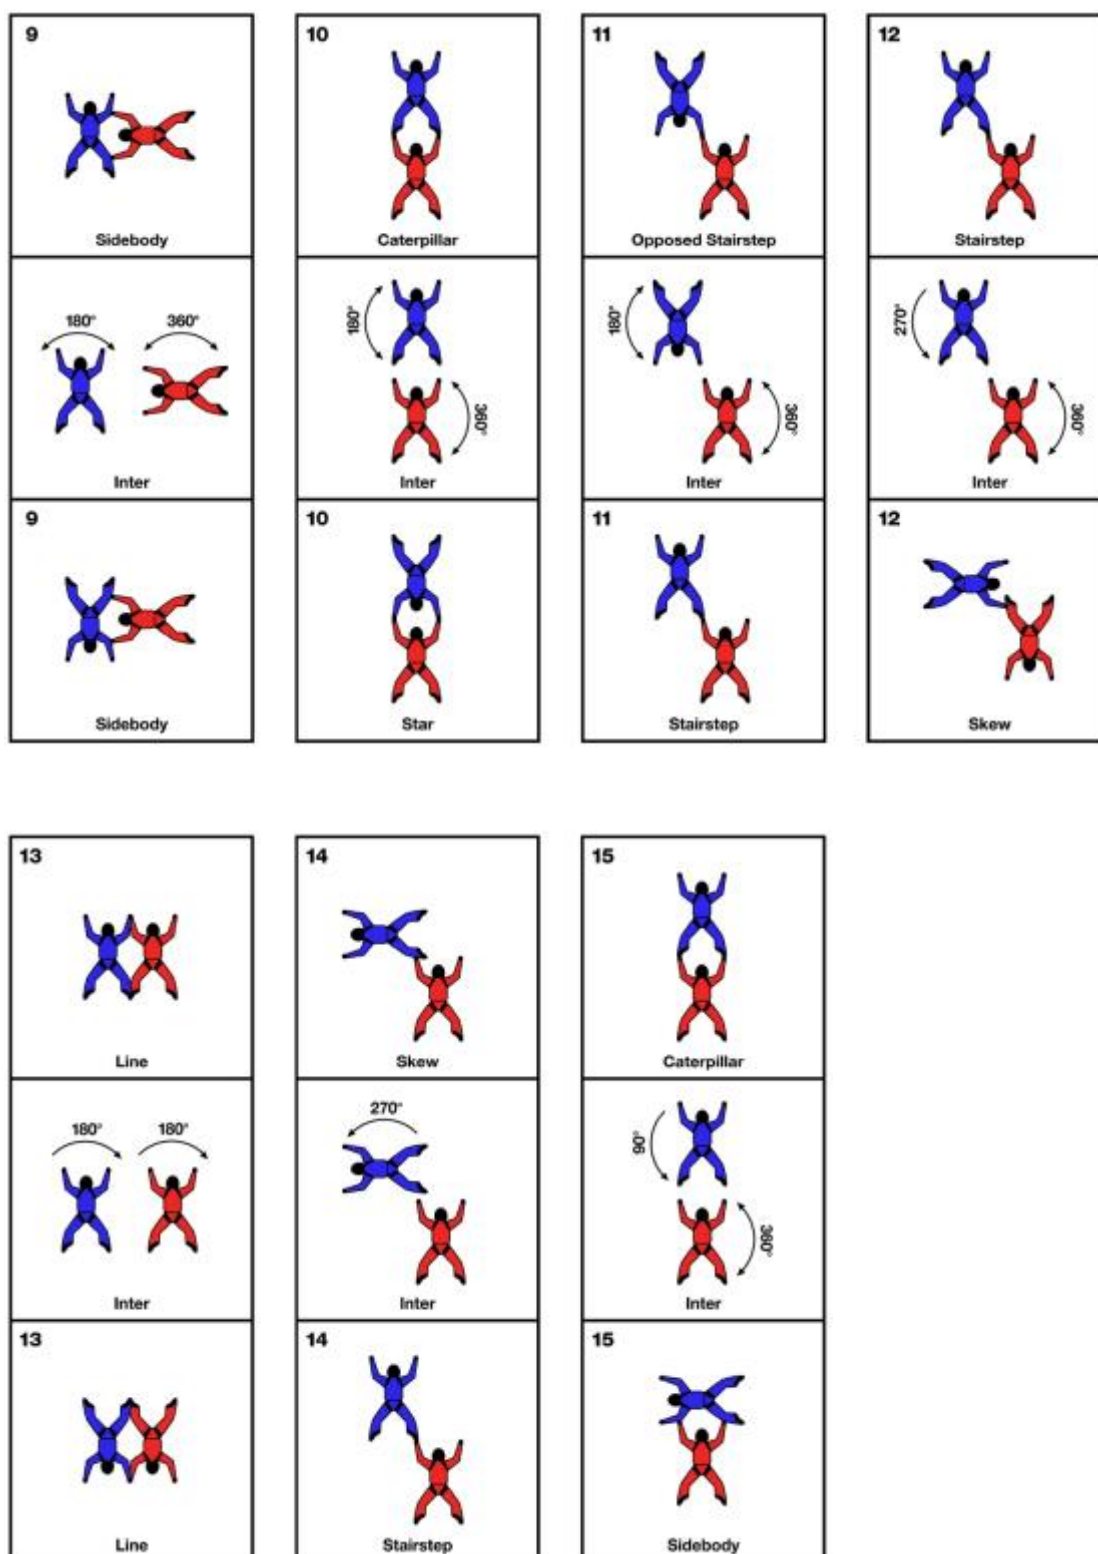 9
10
11
12
Sidebody
Caterpillar
Opposed Stairstep
Stairstep
180°
360°
180°
360°
180°
360°
270°
360°
Inter
Inter
Inter
Inter
9
10
11
12
Sidebody
Star
Stairstep
Skew
13
14
15
Line
Skew
Caterpillar
180°
180°
270°
90°
360°
Inter
Inter
Inter
13
14
15
Line
Stairstep
Sidebody